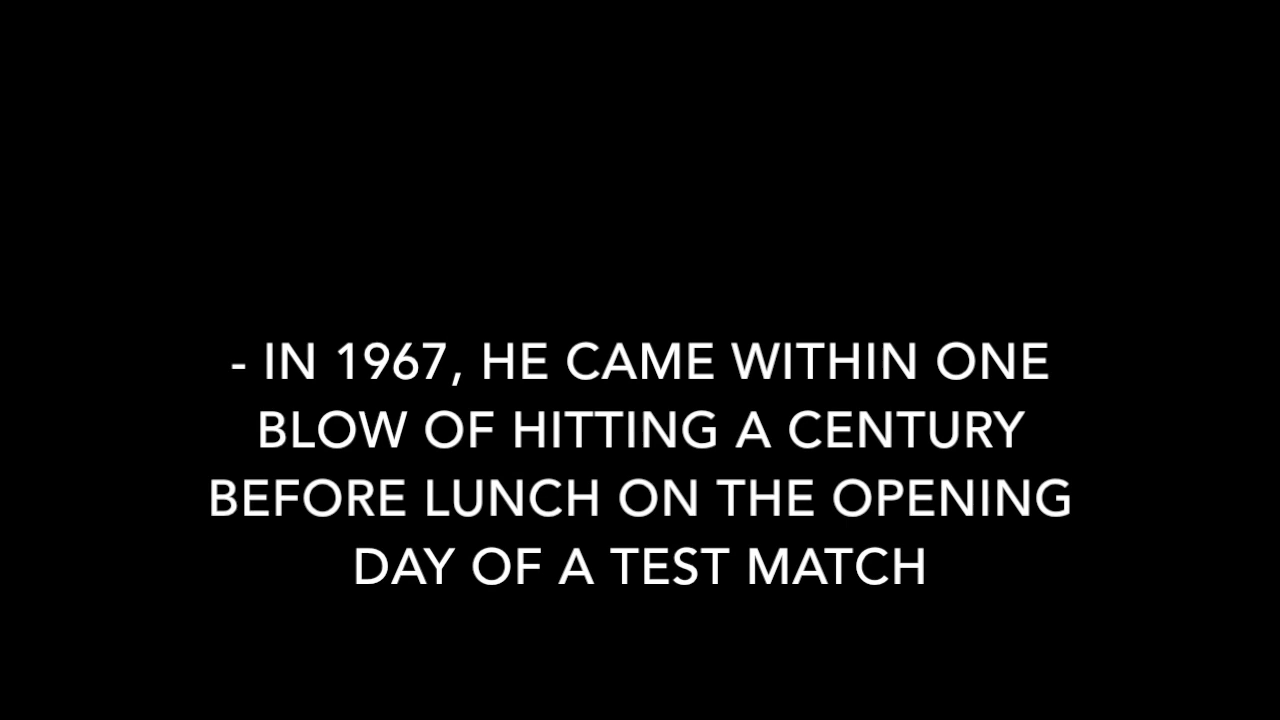 - IN 1967, HE CAME WITHIN ONE
BLOW OF HITTING A CENTURY
BEFORE LUNCH ON THE OPENING
DAY OF A TEST MATCH